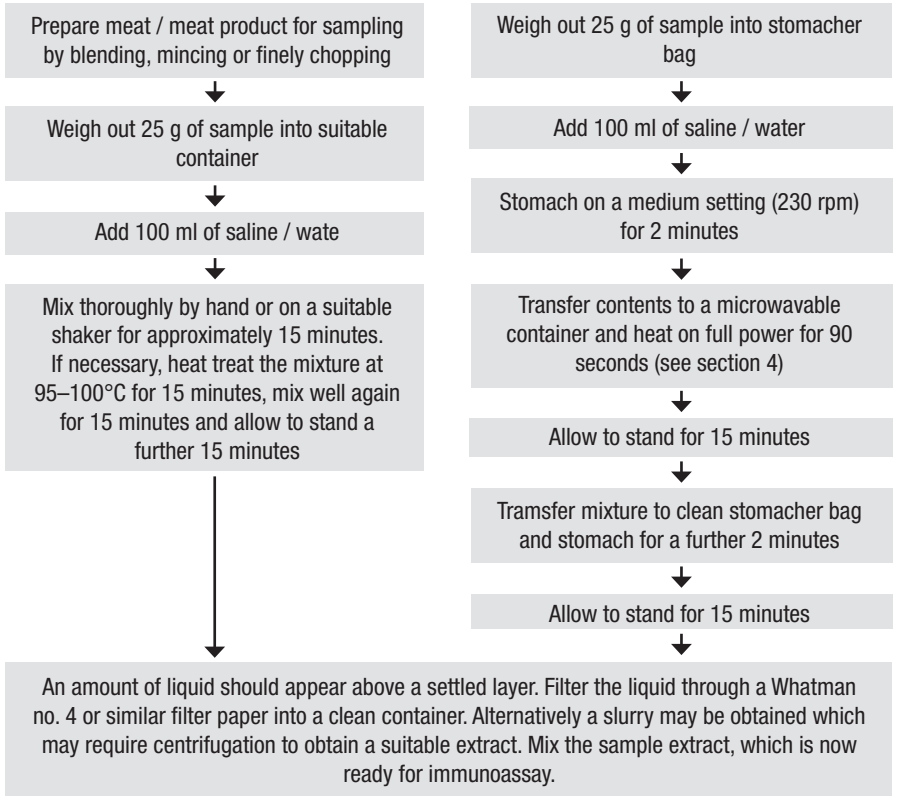 Prepare meat / meat product for sampling
by blending, mincing or finely chopping
Weigh out 25 g of sample into suitable
container
Add 100 ml of saline / wate
Mix thoroughly by hand or on a suitable
shaker for approximately 15 minutes.
If necessary, heat treat the mixture at
95–100°C for 15 minutes, mix well again
for 15 minutes and allow to stand a
further 15 minutes
Weigh out 25 g of sample into stomacher
bag
Add 100 ml of saline / water
Stomach on a medium setting (230 rpm)
for 2 minutes
Transfer contents to a microwavable
container and heat on full power for 90
seconds (see section 4)
Allow to stand for 15 minutes
Tramsfer mixture to clean stomacher bag
and stomach for a further 2 minutes
Allow to stand for 15 minutes
An amount of liquid should appear above a settled layer. Filter the liquid through a Whatman
no. 4 or similar filter paper into a clean container. Alternatively a slurry may be obtained which
may require centrifugation to obtain a suitable extract. Mix the sample extract, which is now
ready for immunoassay.